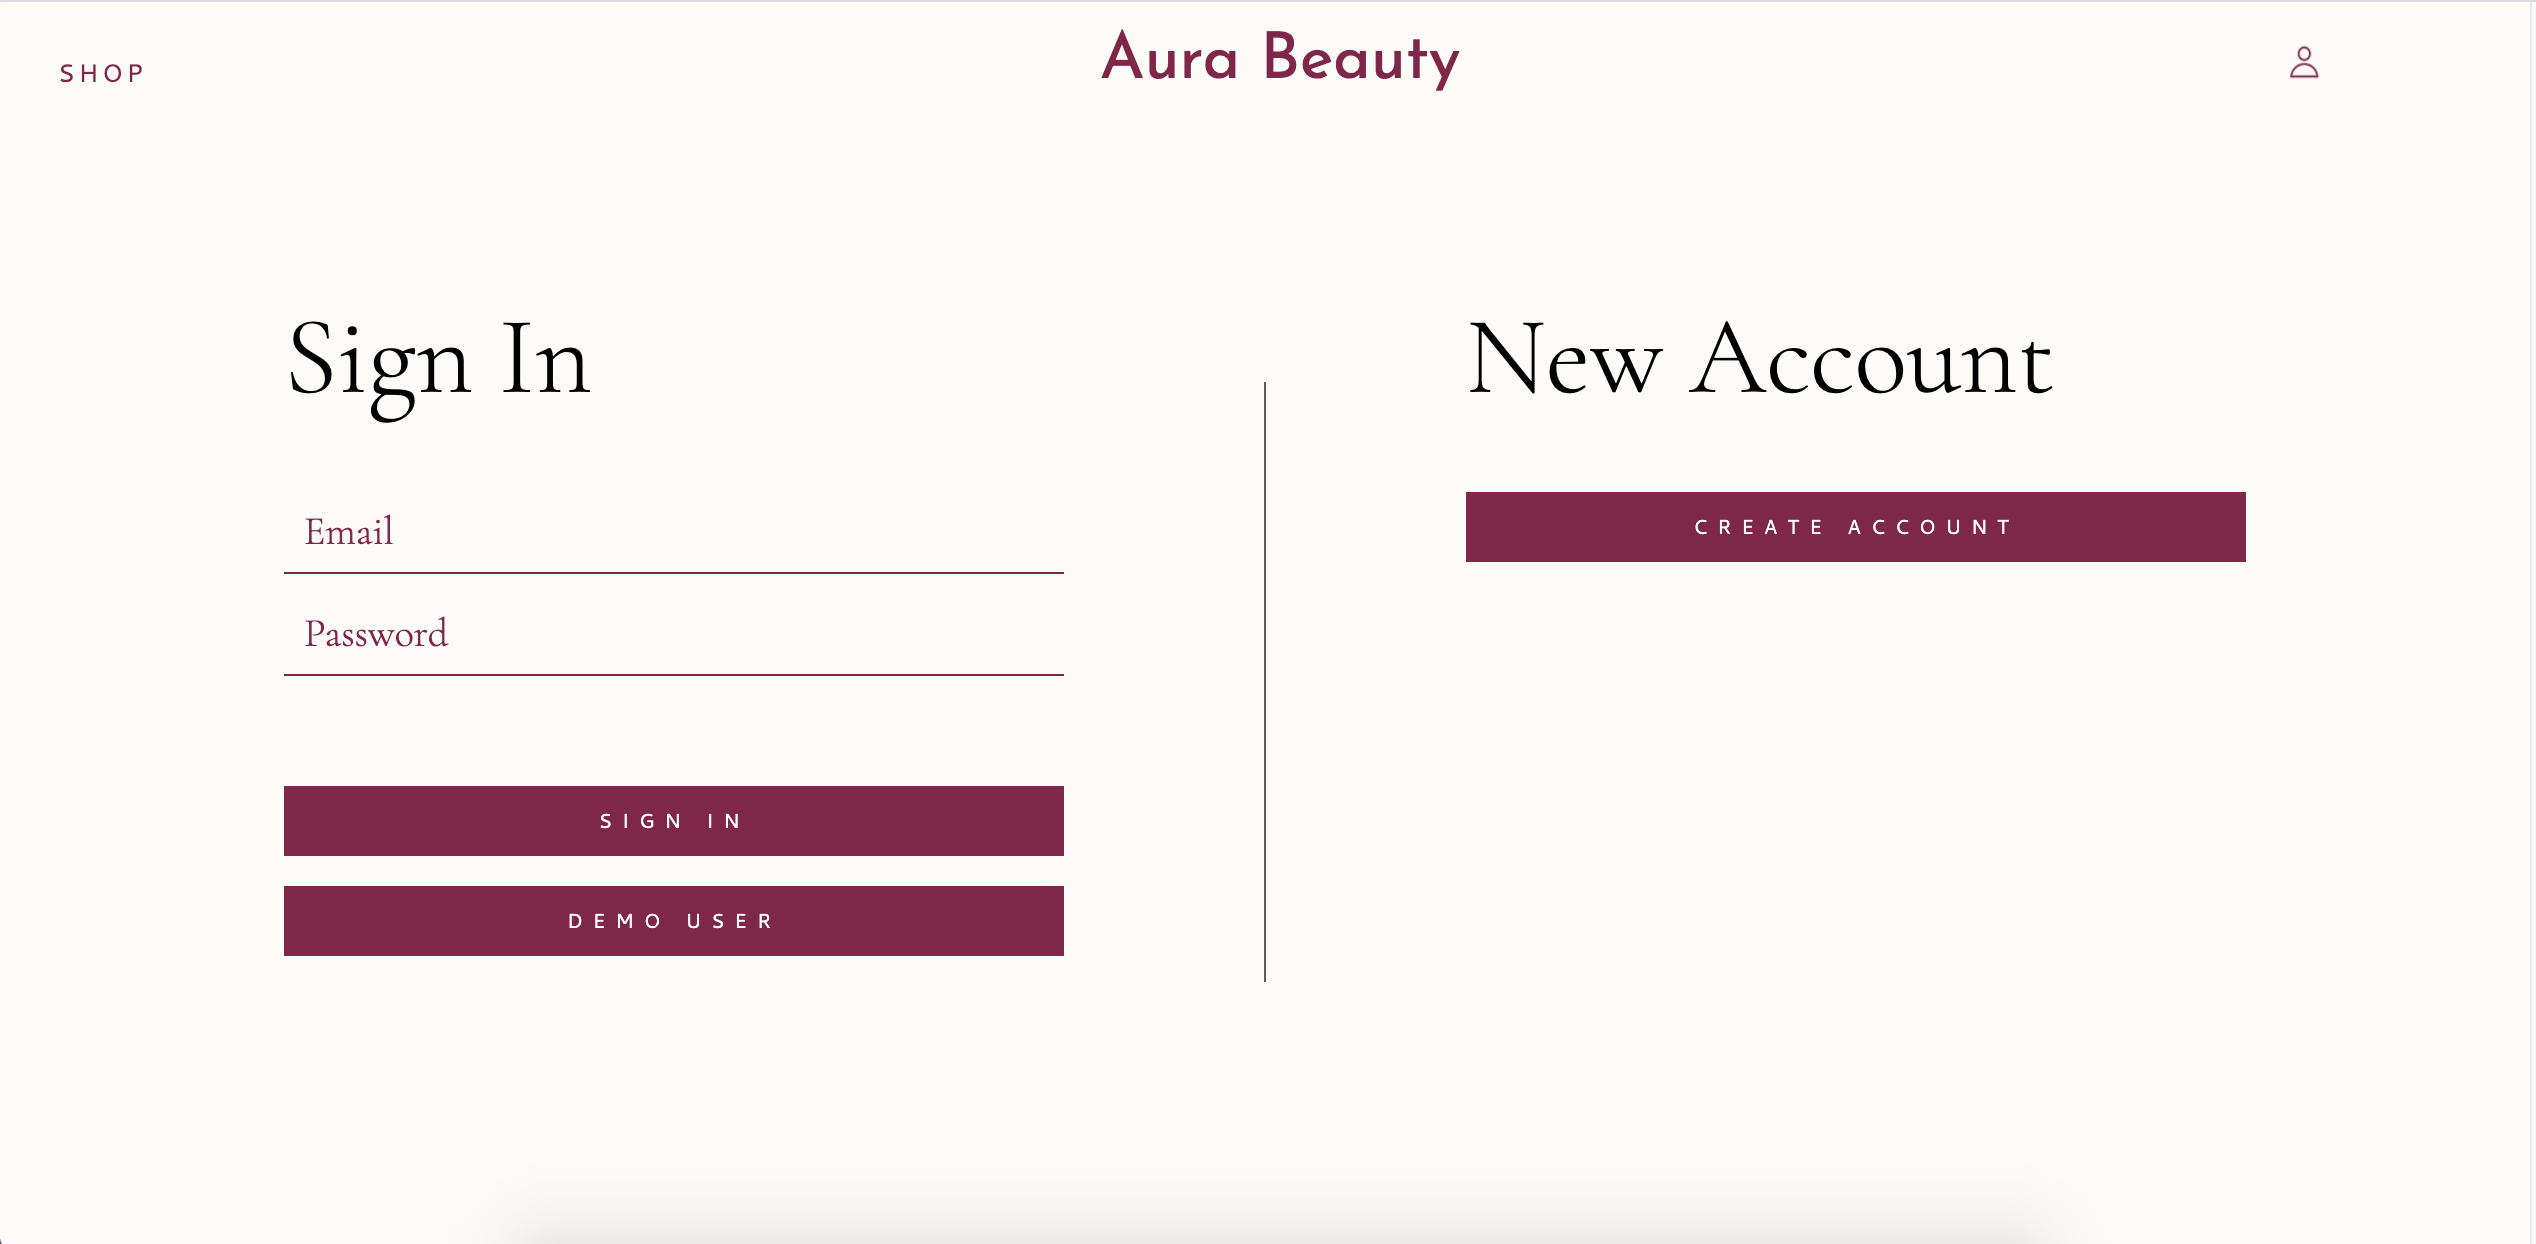 SHOP
Aura Beauty
Sign In
Email
Password
SIGN IN
DEMO USER
New Account
CREATE ACCOUNT